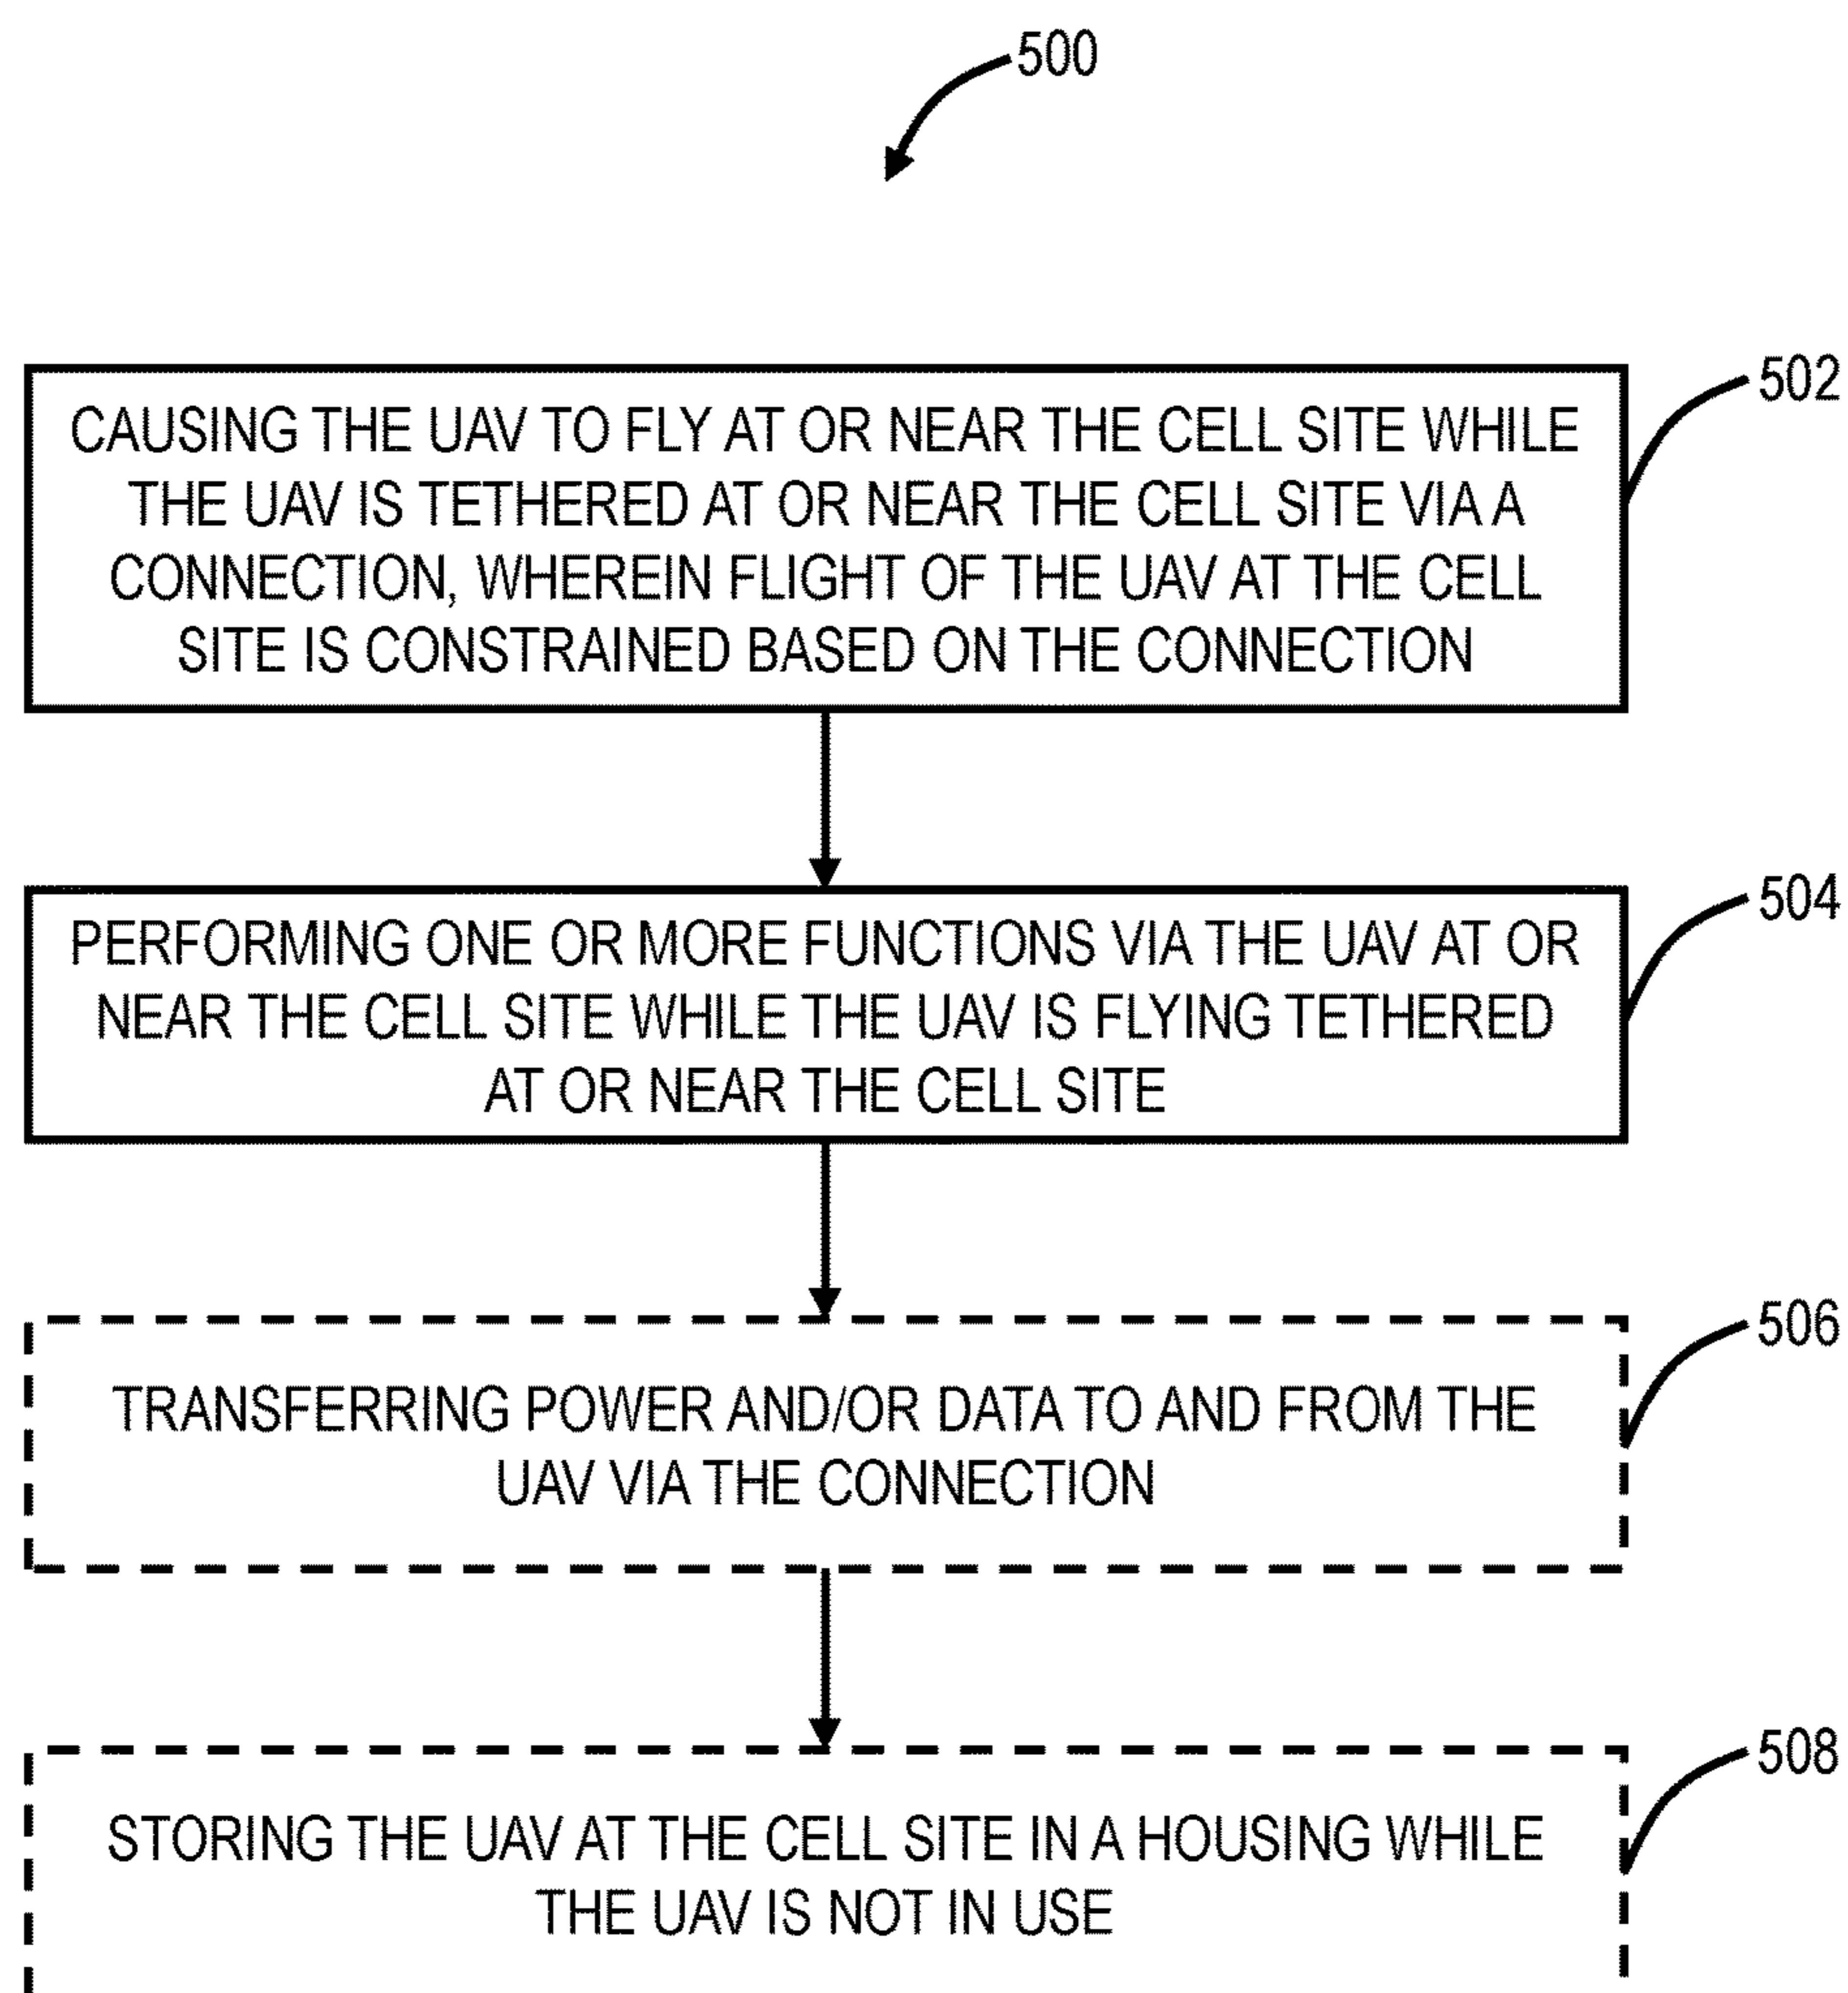 500
502
CAUSING THE UAV TO FLY AT OR NEAR THE CELL SITE WHILE
THE UAV IS TETHERED AT OR NEAR THE CELL SITE VIA A
CONNECTION, WHEREIN FLIGHT OF THE UAV AT THE CELL
SITE IS CONSTRAINED BASED ON THE CONNECTION
504
PERFORMING ONE OR MORE FUNCTIONS VIA THE UAV AT OR
NEAR THE CELL SITE WHILE THE UAV IS FLYING TETHERED
AT OR NEAR THE CELL SITE
506
TRANSFERRING POWER AND/OR DATA TO AND FROM THE
UAV VIA THE CONNECTION
508
STORING THE UAV AT THE CELL SITE IN A HOUSING WHILE
THE UAV IS NOT IN USE